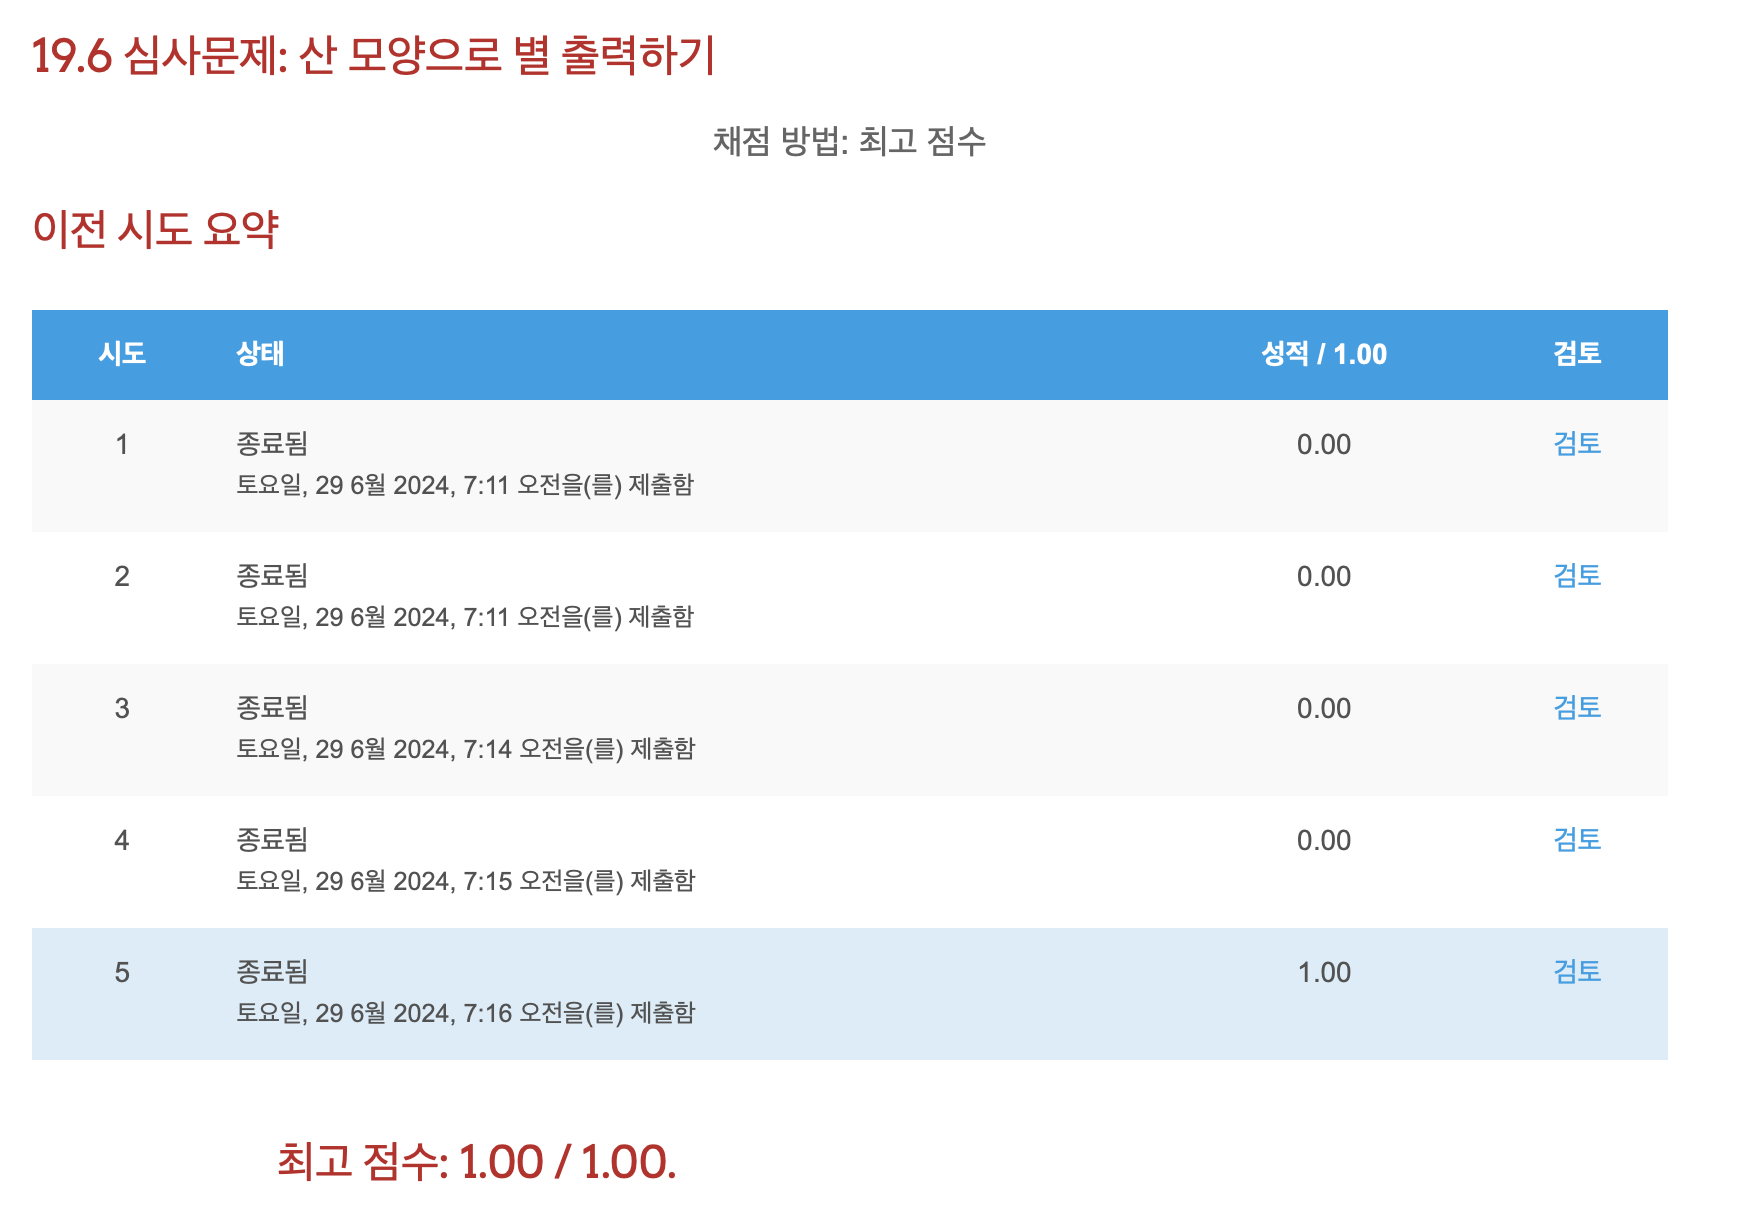 19.6 심사문제: 산 모양으로 별 출력하기
채점 방법: 최고 점수
이전 시도 요약
시도 상태 성적 / 1.00 검토
1 종료됨 0.00 검토
토요일, 29 6월 2024, 7:11 오전을(를) 제출함
2 종료됨 0.00 검토
토요일, 29 6월 2024, 7:11 오전을(를) 제출함
3 종료됨 0.00 검토
토요일, 29 6월 2024, 7:14 오전을(를) 제출함
4 종료됨 0.00 검토
토요일, 29 6월 2024, 7:15 오전을(를) 제출함
5 종료됨 1.00 검토
토요일, 29 6월 2024, 7:16 오전을(를) 제출함
최고 점수: 1.00 / 1.00.